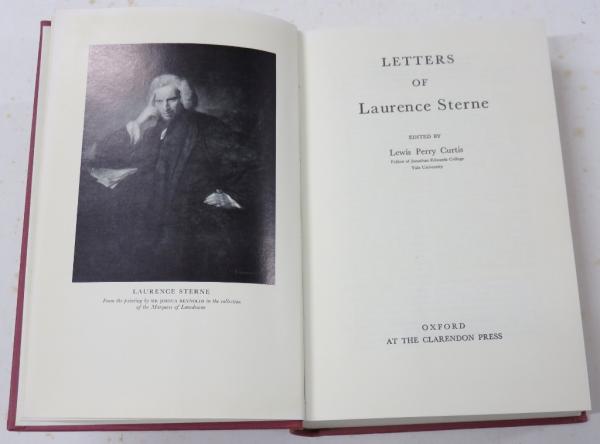 LAURENCE STERNE
From the painting by SIR JOSHUA REYNOLDS in the collection
of the Marquess of Lansdowne
LETTERS
OF
Laurence Sterne
EDITED BY
Lewis Perry Curtis
Fellow of Jonathan Edwards College
Yale University
OXFORD
AT THE CLARENDON PRESS